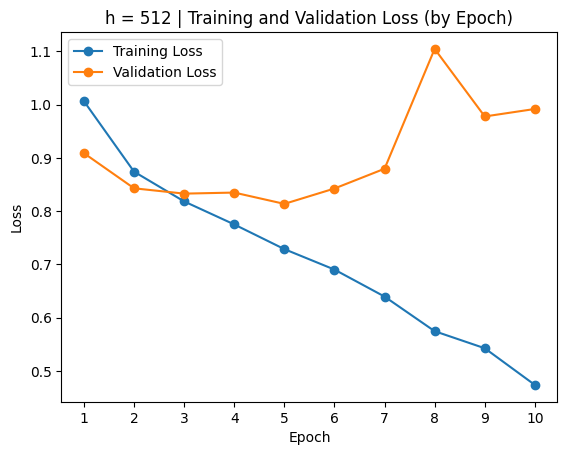 h = 512 | Training and Validation Loss (by Epoch)
Training Loss
Validation Loss
1.1
1.0
0.9
0.8
0.7
0.6
0.5
Loss
1 2 3 4 5 6 7 8 9 10
Epoch